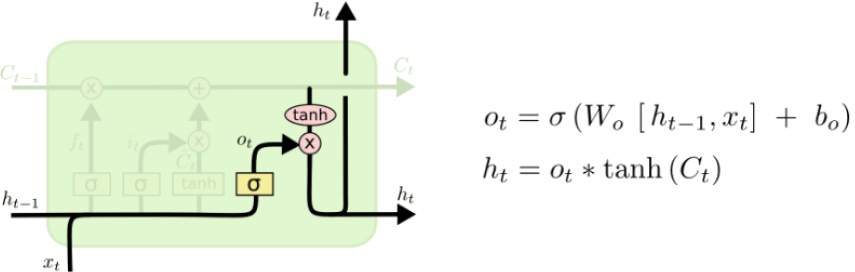 h_t
C_{t-1} C_t
× +
tanh
f_t i_t o_t ×
C̃_t ×
σ σ tanh σ
h_{t-1} h_t
x_t
o_t = σ (W_o [h_{t-1}, x_t] + b_o)
h_t = o_t * tanh (C_t)